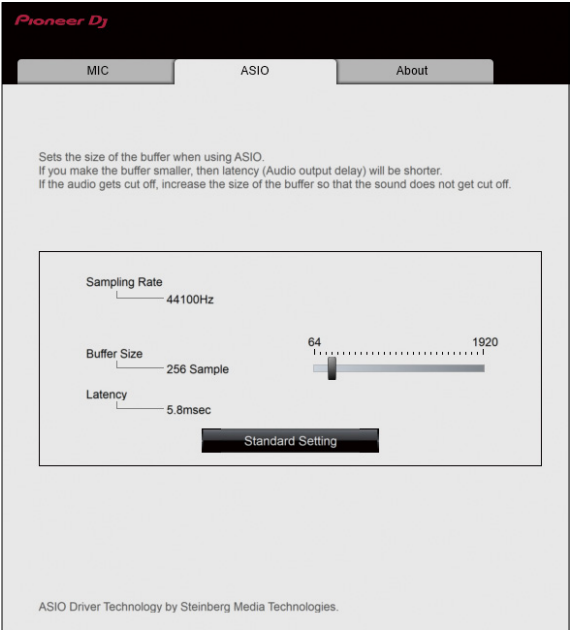 Pioneer Dj
MIC
ASIO
About
Sets the size of the buffer when using ASIO.
If you make the buffer smaller, then latency (Audio output delay) will be shorter.
If the audio gets cut off, increase the size of the buffer so that the sound does not get cut off.
Sampling Rate
44100Hz
64
1920
Buffer Size
256 Sample
Latency
5.8msec
Standard Setting
ASIO Driver Technology by Steinberg Media Technologies.